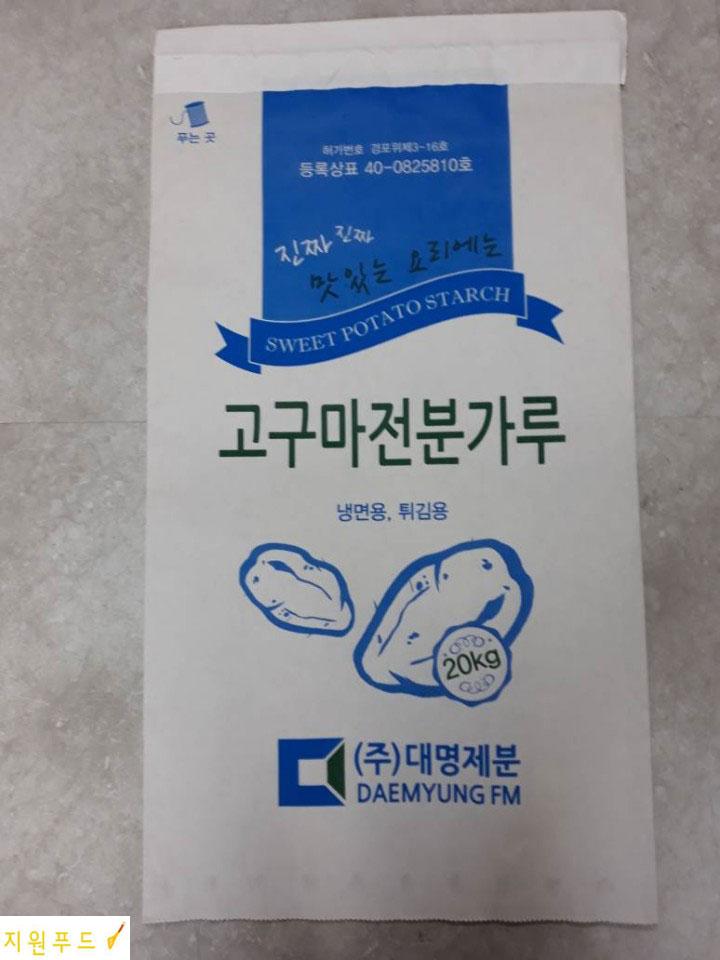 푸는 곳
허가번호 경포위제3-16호
등록상표 40-0825810호
진짜 진짜
맛있는 요리에는
SWEET POTATO STARCH
고구마전분가루
냉면용, 튀김용
20kg
(주)대명제분
DAEMYUNG FM
지원푸드